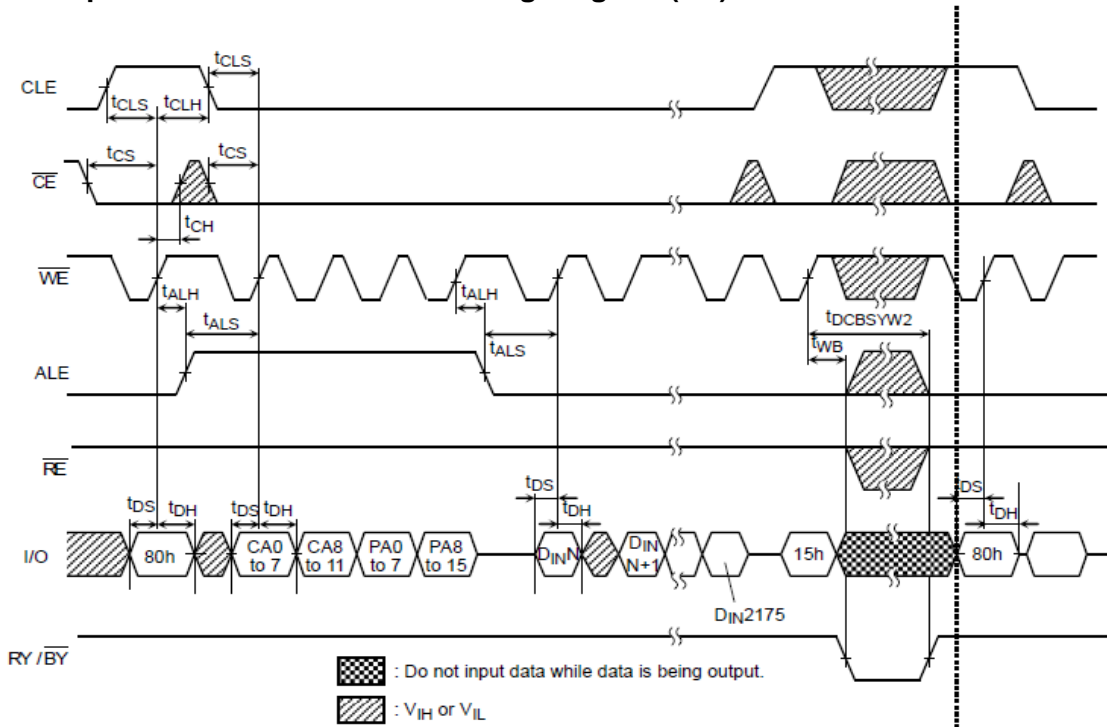 CLE
tCLS
tCLS
tCLH
CE
tCS
tCS
tCH
WE
tALH
tALH
tALS
tALS
tDCBSYW2
tWB
ALE
RE
tDS
tDH
tDS
tDH
tDS
tDH
DS
tDH
I/O
80h
CA0 to 7
CA8 to 11
PA0 to 7
PA8 to 15
DINN
DIN N+1
DIN2175
15h
80h
RY / BY
: Do not input data while data is being output.
: VIH or VIL